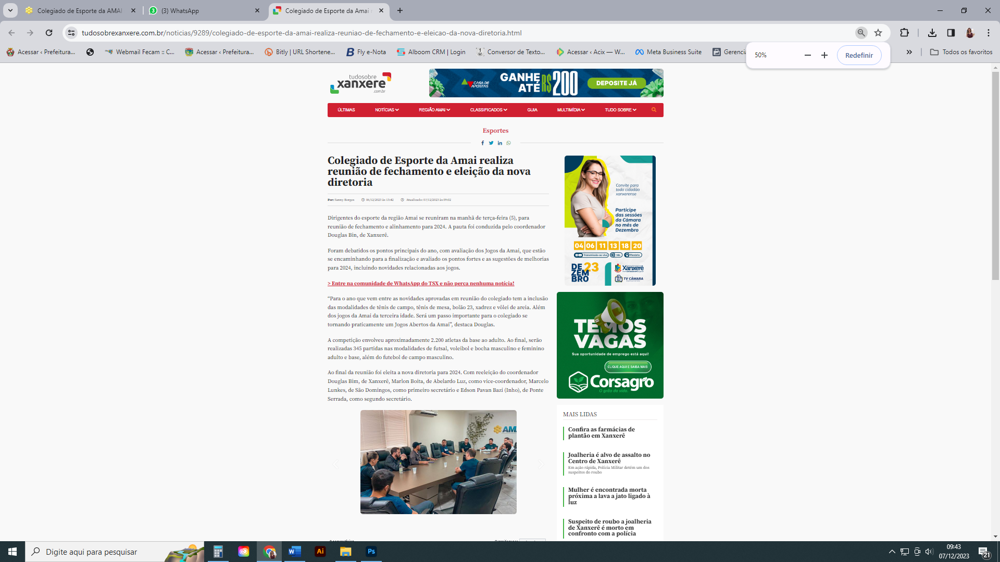 Colegiado de Esporte da AMAI
(3) WhatsApp
Colegiado de Esporte da Amai
tudosobrexanxere.com.br/noticias/9289/colegiado-de-esporte-da-amai-realiza-reuniao-de-fechamento-e-eleicao-da-nova-diretoria.html
Acessar ‹ Prefeitura...
Webmail Fecam :: C...
Acessar ‹ Prefeitura...
Bitly | URL Shortene...
Fly e-Nota
Alboom CRM | Login
Conversor de Texto...
Acessar ‹ Acix — W...
Meta Business Suite
Gerenci
Todos os favoritos
50%
Redefinir
tudosobre
xanxere
.com.br
CASA DE
APOSTAS
GANHE
ATÉ R$200
DEPOSITE JÁ
ÚLTIMAS
NOTÍCIAS
REGIÃO AMAI
CLASSIFICADOS
GUIA
MULTIMÍDIA
TUDO SOBRE
Esportes
Colegiado de Esporte da Amai realiza
reunião de fechamento e eleição da nova
diretoria
Por: Sanny Borges 06/12/2023 às 13:42 Atualizado: 07/12/2023 às 09:02
Dirigentes do esporte da região Amai se reuniram na manhã de terça-feira (5), para
reunião de fechamento e alinhamento para 2024. A pauta foi conduzida pelo coordenador
Douglas Bin, de Xanxerê.
Foram debatidos os pontos principais do ano, com avaliação dos Jogos da Amai, que estão
se encaminhando para a finalização e avaliado os pontos fortes e as sugestões de melhorias
para 2024, incluindo novidades relacionadas aos jogos.
> Entre na comunidade de WhatsApp do TSX e não perca nenhuma notícia!
“Para o ano que vem entre as novidades aprovadas em reunião do colegiado tem a inclusão
das modalidades de tênis de campo, tênis de mesa, bolão 23, xadrez e vôlei de areia. Além
dos jogos da Amai da terceira idade. Será um passo importante para o colegiado se
tornando praticamente um Jogos Abertos da Amai”, destaca Douglas.
A competição envolveu aproximadamente 2.200 atletas da base ao adulto. Ao final, serão
realizadas 345 partidas nas modalidades de futsal, voleibol e bocha masculino e feminino
adulto e base, além do futebol de campo masculino.
Ao final da reunião foi eleita a nova diretoria para 2024. Com reeleição do coordenador
Douglas Bim, de Xanxerê, Marlon Boita, de Abelardo Luz, como vice-coordenador, Marcelo
Lunkes, de São Domingos, como primeiro secretário e Edson Pavan Bazi (Inho), de Ponte
Serrada, como segundo secretário.
AMA
Convite para
todo cidadão
xanxerense
Participe
das sessões
da Câmara
no mês de
Dezembro
04 06 11 13 18 20
Transmissão ao vivo
19h
Plenário
DE 23
ZEM
BRO
Xanxerê
TV CÂMARA
TEMOS
VAGAS
Sua oportunidade de emprego está aqui!
CLIQUE AQUI E SAIBA MAIS
Corsagro
O grão da vida.
MAIS LIDAS
Confira as farmácias de
plantão em Xanxerê
Joalheria é alvo de assalto no
Centro de Xanxerê
Em ação rápida, Polícia Militar detém um dos
suspeitos do roubo
Mulher é encontrada morta
próxima a lava a jato ligado à
luz
Suspeito de roubo a joalheria
de Xanxerê é morto em
confronto com a polícia
Digite aqui para pesquisar
Ai
Ps
09:43
07/12/2023
21